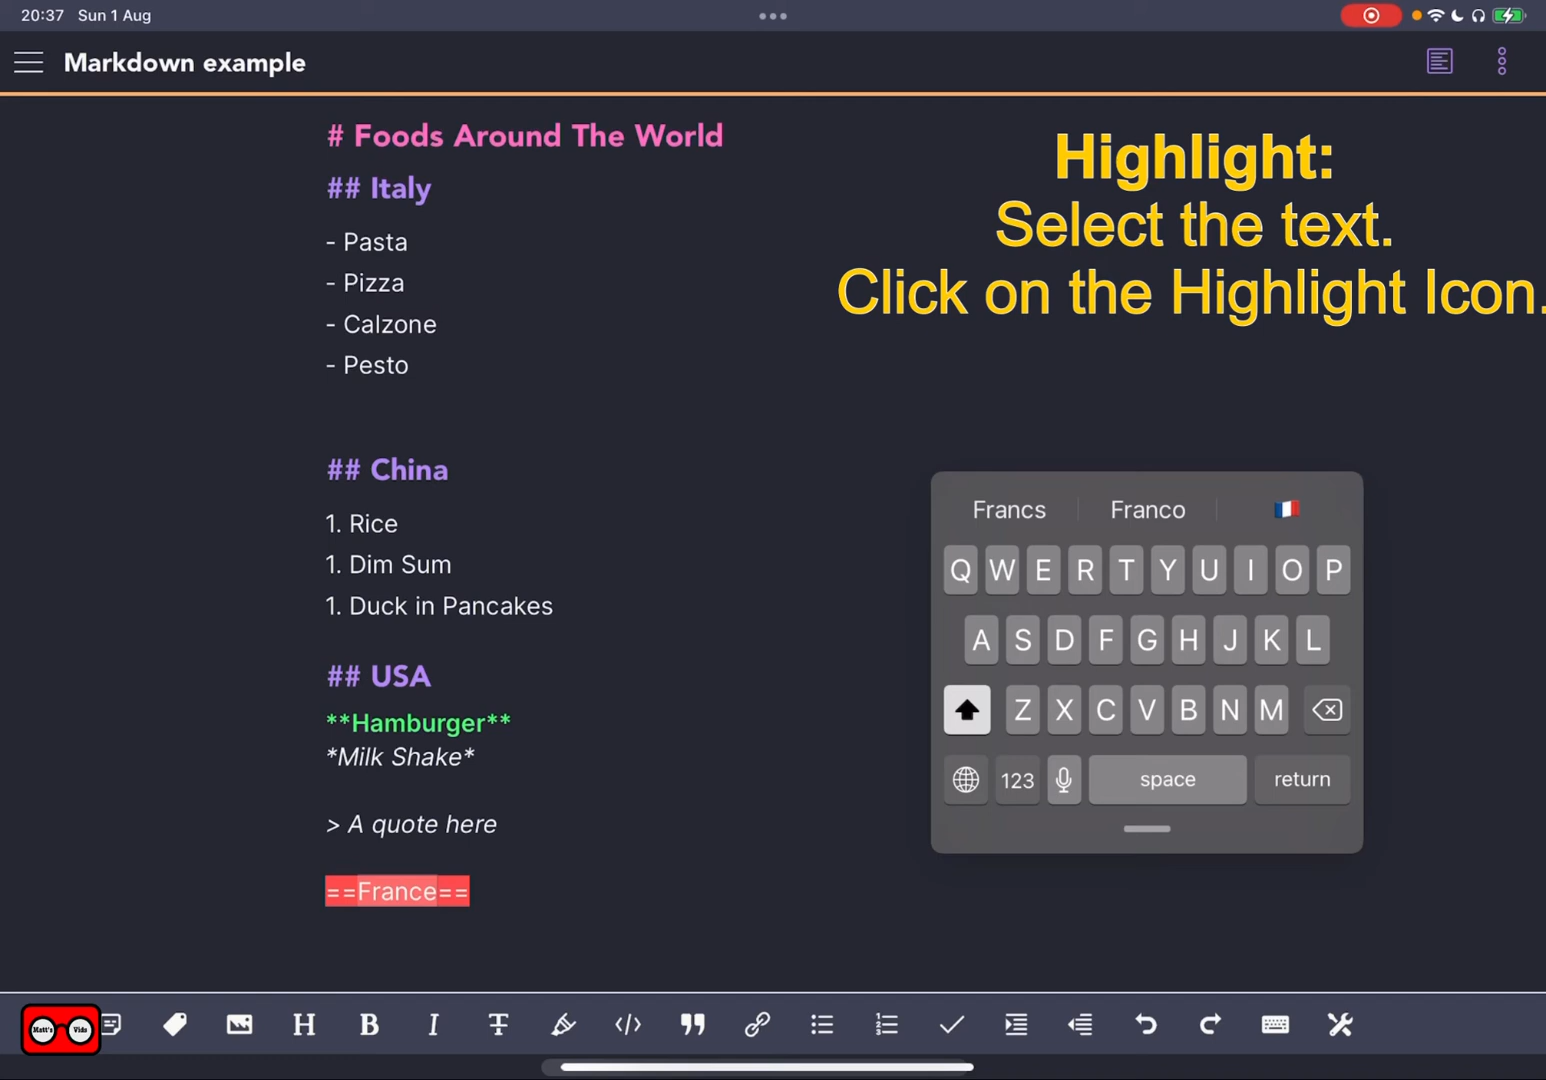 20:37 Sun 1 Aug
Markdown example
# Foods Around The World
## Italy
- Pasta
- Pizza
- Calzone
- Pesto
## China
1. Rice
1. Dim Sum
1. Duck in Pancakes
## USA
**Hamburger**
*Milk Shake*
> A quote here
==France==
Highlight:
Select the text.
Click on the Highlight Icon.
Francs Franco
Q W E R T Y U I O P
A S D F G H J K L
Z X C V B N M
123 space return
Matt's Vids
H B I T